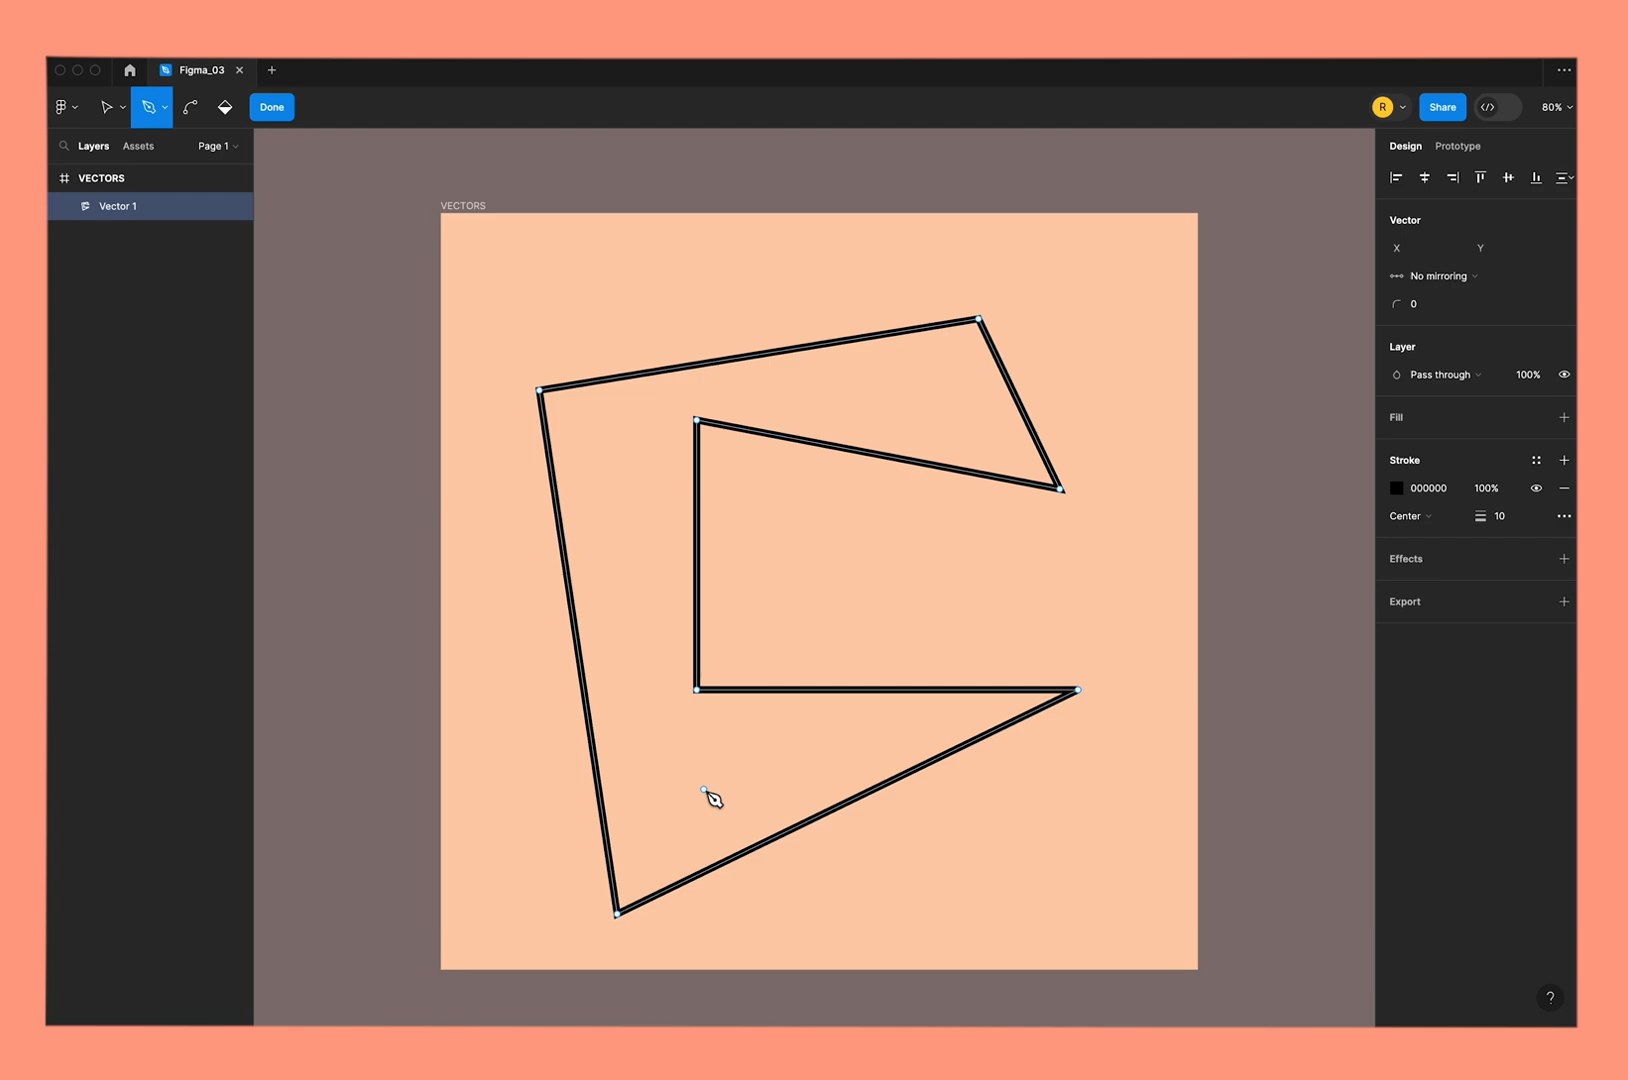 Figma_03
Done
R
Share
80%
Layers
Assets
Page 1
VECTORS
Vector 1
VECTORS
Design
Prototype
Vector
X
Y
No mirroring
0
Layer
Pass through
100%
Fill
Stroke
000000
100%
Center
10
Effects
Export
?